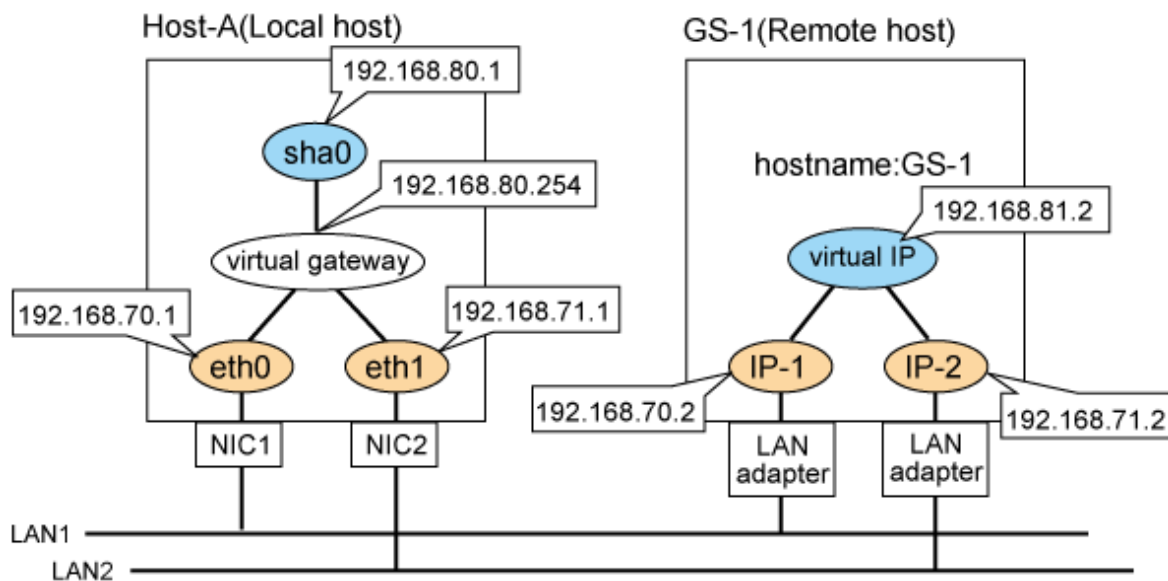 Host-A(Local host)
GS-1(Remote host)
192.168.80.1
sha0
hostname:GS-1
192.168.80.254
192.168.81.2
virtual gateway
virtual IP
192.168.70.1
192.168.71.1
eth0
eth1
IP-1
IP-2
192.168.70.2
192.168.71.2
NIC1
NIC2
LAN
adapter
LAN
adapter
LAN1
LAN2